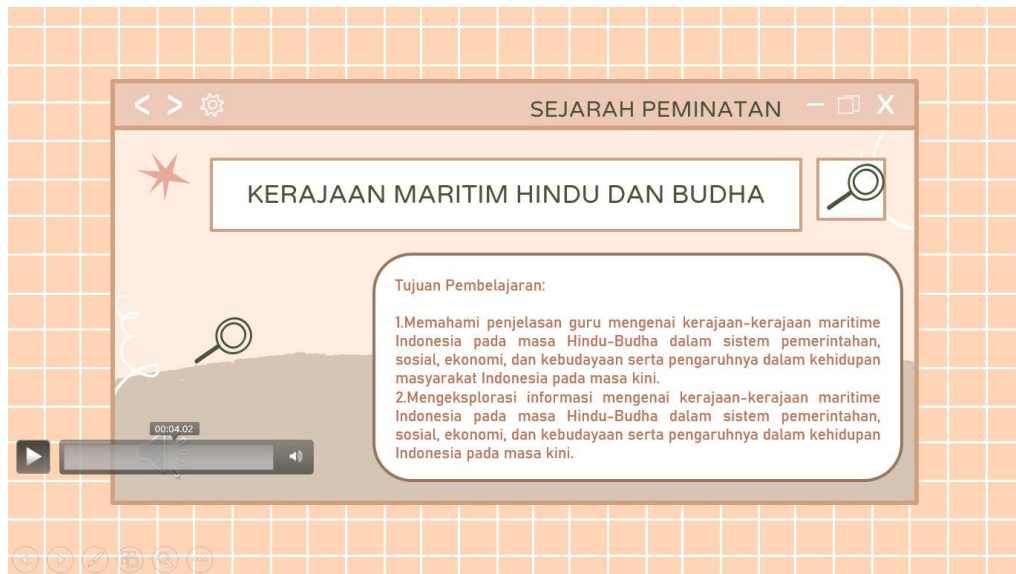 SEJARAH PEMINATAN
KERAJAAN MARITIM HINDU DAN BUDHA
Tujuan Pembelajaran:
1.Memahami penjelasan guru mengenai kerajaan-kerajaan maritime
Indonesia pada masa Hindu-Budha dalam sistem pemerintahan,
sosial, ekonomi, dan kebudayaan serta pengaruhnya dalam kehidupan
masyarakat Indonesia pada masa kini.
2.Mengeksplorasi informasi mengenai kerajaan-kerajaan maritime
Indonesia pada masa Hindu-Budha dalam sistem pemerintahan,
sosial, ekonomi, dan kebudayaan serta pengaruhnya dalam kehidupan
Indonesia pada masa kini.
00:04.02